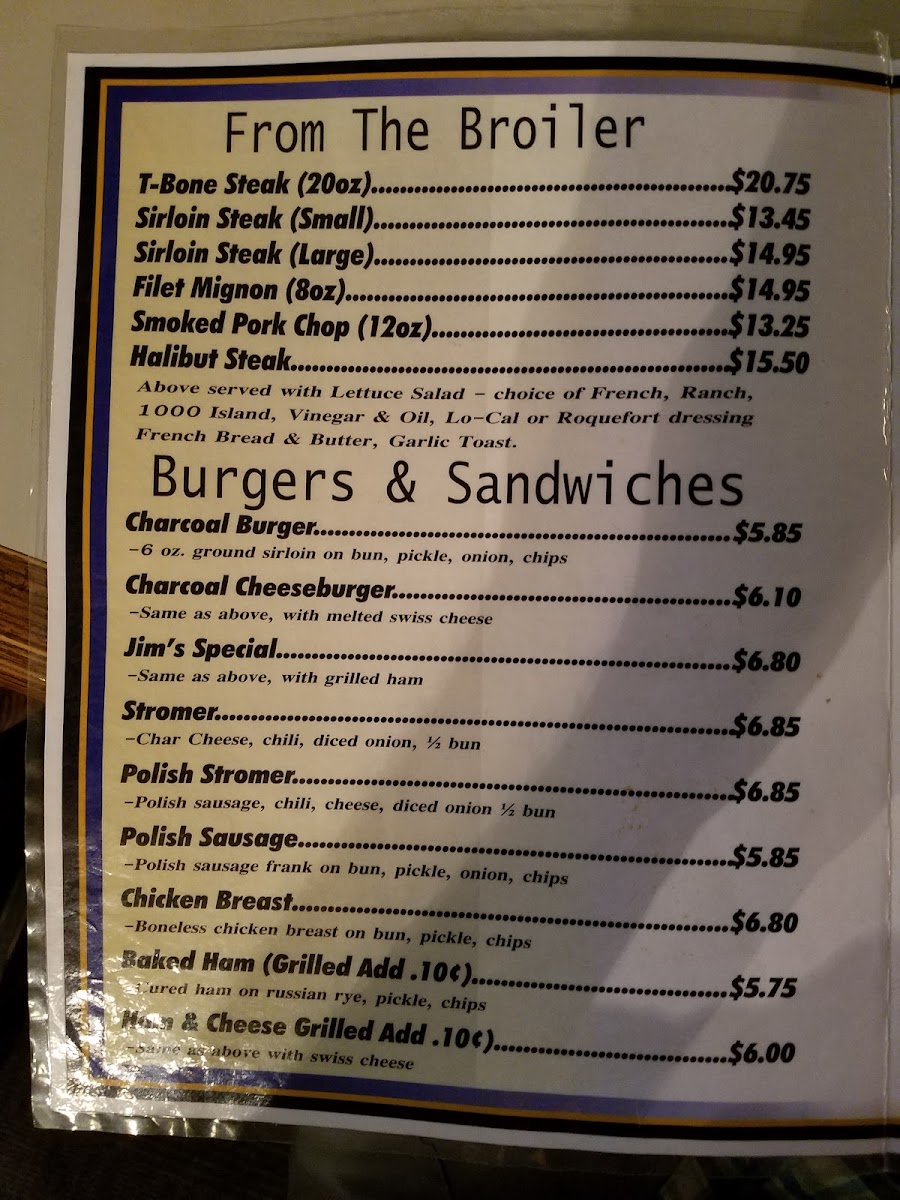 From The Broiler
T-Bone Steak (20oz)....................................................$20.75
Sirloin Steak (Small)....................................................$13.45
Sirloin Steak (Large)....................................................$14.95
Filet Mignon (8oz)........................................................$14.95
Smoked Pork Chop (12oz)...........................................$13.25
Halibut Steak................................................................$15.50
Above served with Lettuce Salad - choice of French, Ranch,
1000 Island, Vinegar & Oil, Lo-Cal or Roquefort dressing
French Bread & Butter, Garlic Toast.
Burgers & Sandwiches
Charcoal Burger............................................................$5.85
-6 oz. ground sirloin on bun, pickle, onion, chips
Charcoal Cheeseburger.................................................$6.10
-Same as above, with melted swiss cheese
Jim's Special..................................................................$6.80
-Same as above, with grilled ham
Stromer..........................................................................$6.85
-Char Cheese, chili, diced onion, ½ bun
Polish Stromer...............................................................$6.85
-Polish sausage, chili, cheese, diced onion ½ bun
Polish Sausage..............................................................$5.85
-Polish sausage frank on bun, pickle, onion, chips
Chicken Breast...............................................................$6.80
-Boneless chicken breast on bun, pickle, chips
Baked Ham (Grilled Add .10¢).....................................$5.75
-Cured ham on russian rye, pickle, chips
Ham & Cheese Grilled Add .10¢)..................................$6.00
-Same as above with swiss cheese